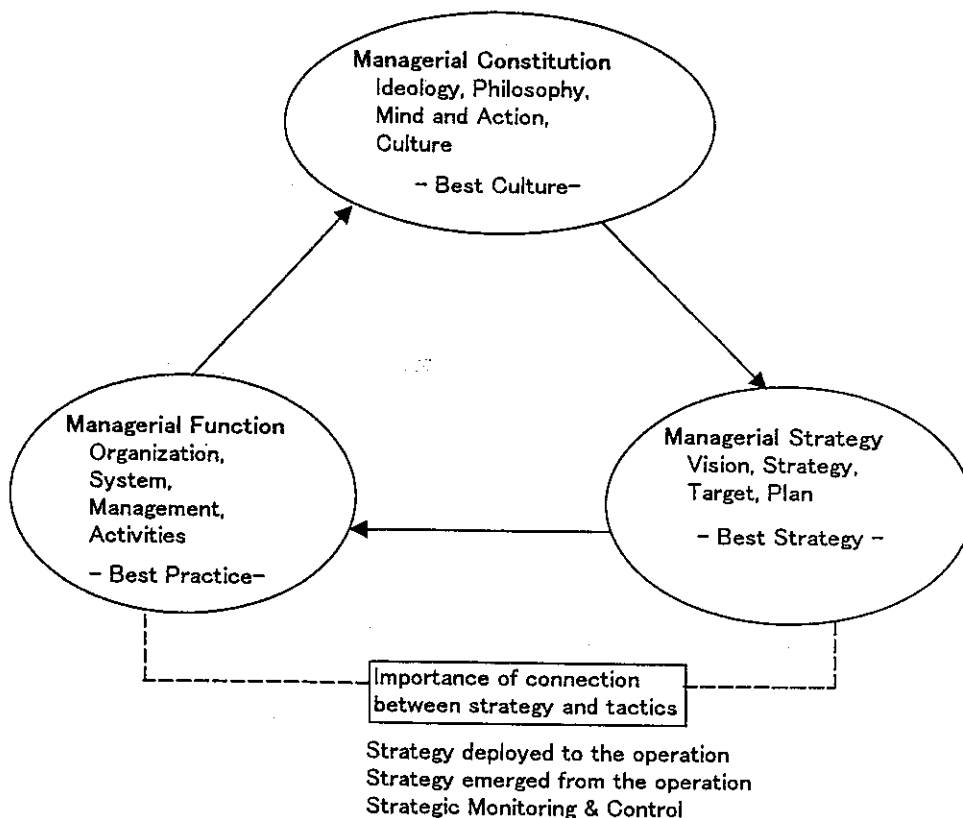 Managerial Constitution
Ideology, Philosophy,
Mind and Action,
Culture
- Best Culture-
Managerial Function
Organization,
System,
Management,
Activities
- Best Practice-
Managerial Strategy
Vision, Strategy,
Target, Plan
- Best Strategy -
Importance of connection
between strategy and tactics
Strategy deployed to the operation
Strategy emerged from the operation
Strategic Monitoring & Control